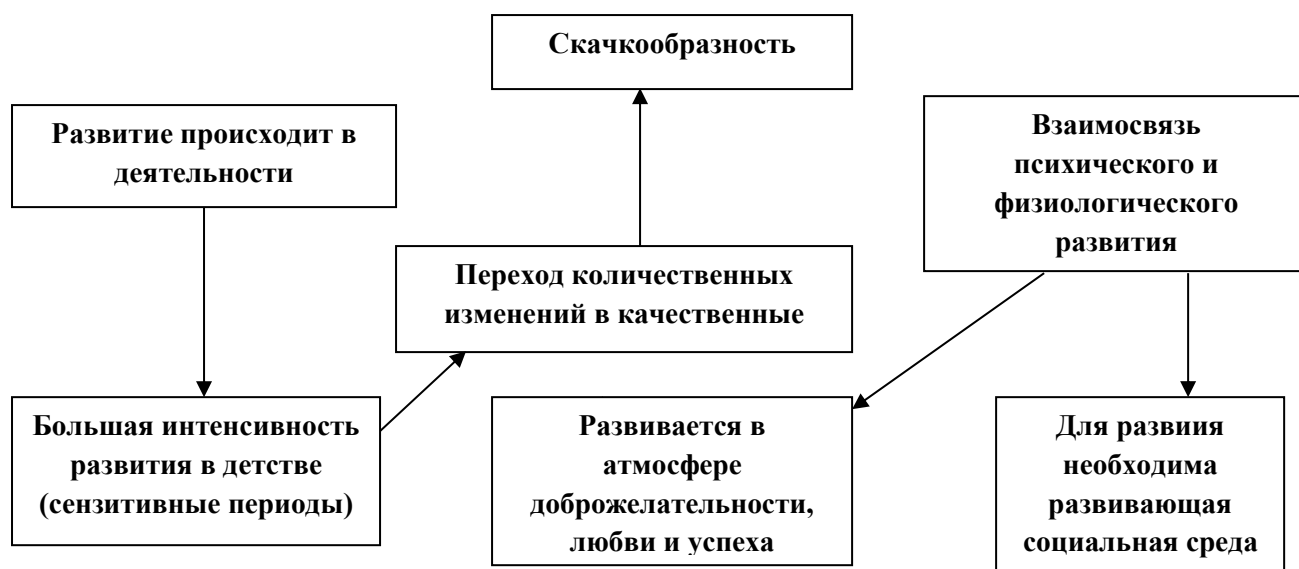 Скачкообразность
Развитие происходит в
деятельности
Взаимосвязь
психического и
физиологического
развития
Переход количественных
изменений в качественные
Большая интенсивность
развития в детстве
(сензитивные периоды)
Развивается в
атмосфере
доброжелательности,
любви и успеха
Для развиия
необходима
развивающая
социальная среда